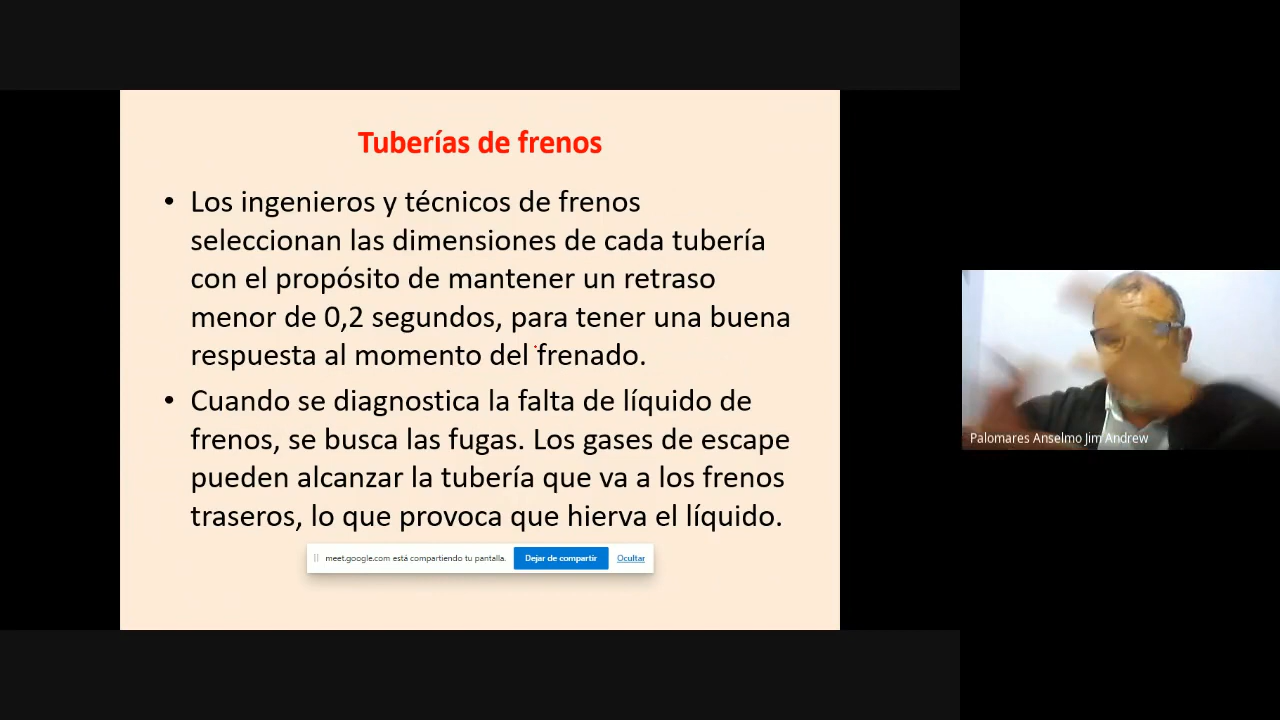 Tuberías de frenos
• Los ingenieros y técnicos de frenos
seleccionan las dimensiones de cada tubería
con el propósito de mantener un retraso
menor de 0,2 segundos, para tener una buena
respuesta al momento del frenado.
• Cuando se diagnostica la falta de líquido de
frenos, se busca las fugas. Los gases de escape
pueden alcanzar la tubería que va a los frenos
traseros, lo que provoca que hierva el líquido.
meet.google.com está compartiendo tu pantalla. Dejar de compartir Ocultar
Palomares Anselmo Jim Andrew